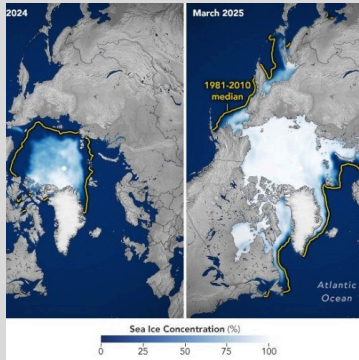 2024
March 2025
1981-2010
median
Atlantic
Ocean
Sea Ice Concentration (%)
0 25 50 75 100